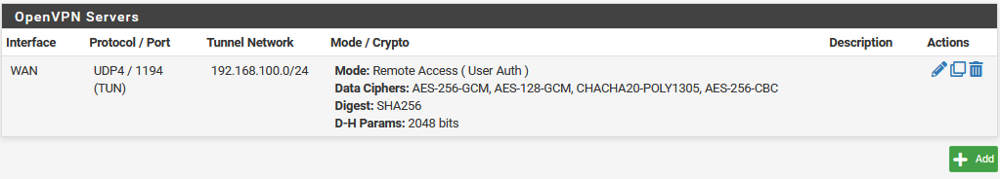 OpenVPN Servers
Interface Protocol / Port Tunnel Network Mode / Crypto Description Actions
WAN UDP4 / 1194 (TUN) 192.168.100.0/24 Mode: Remote Access ( User Auth )
Data Ciphers: AES-256-GCM, AES-128-GCM, CHACHA20-POLY1305, AES-256-CBC
Digest: SHA256
D-H Params: 2048 bits
Add